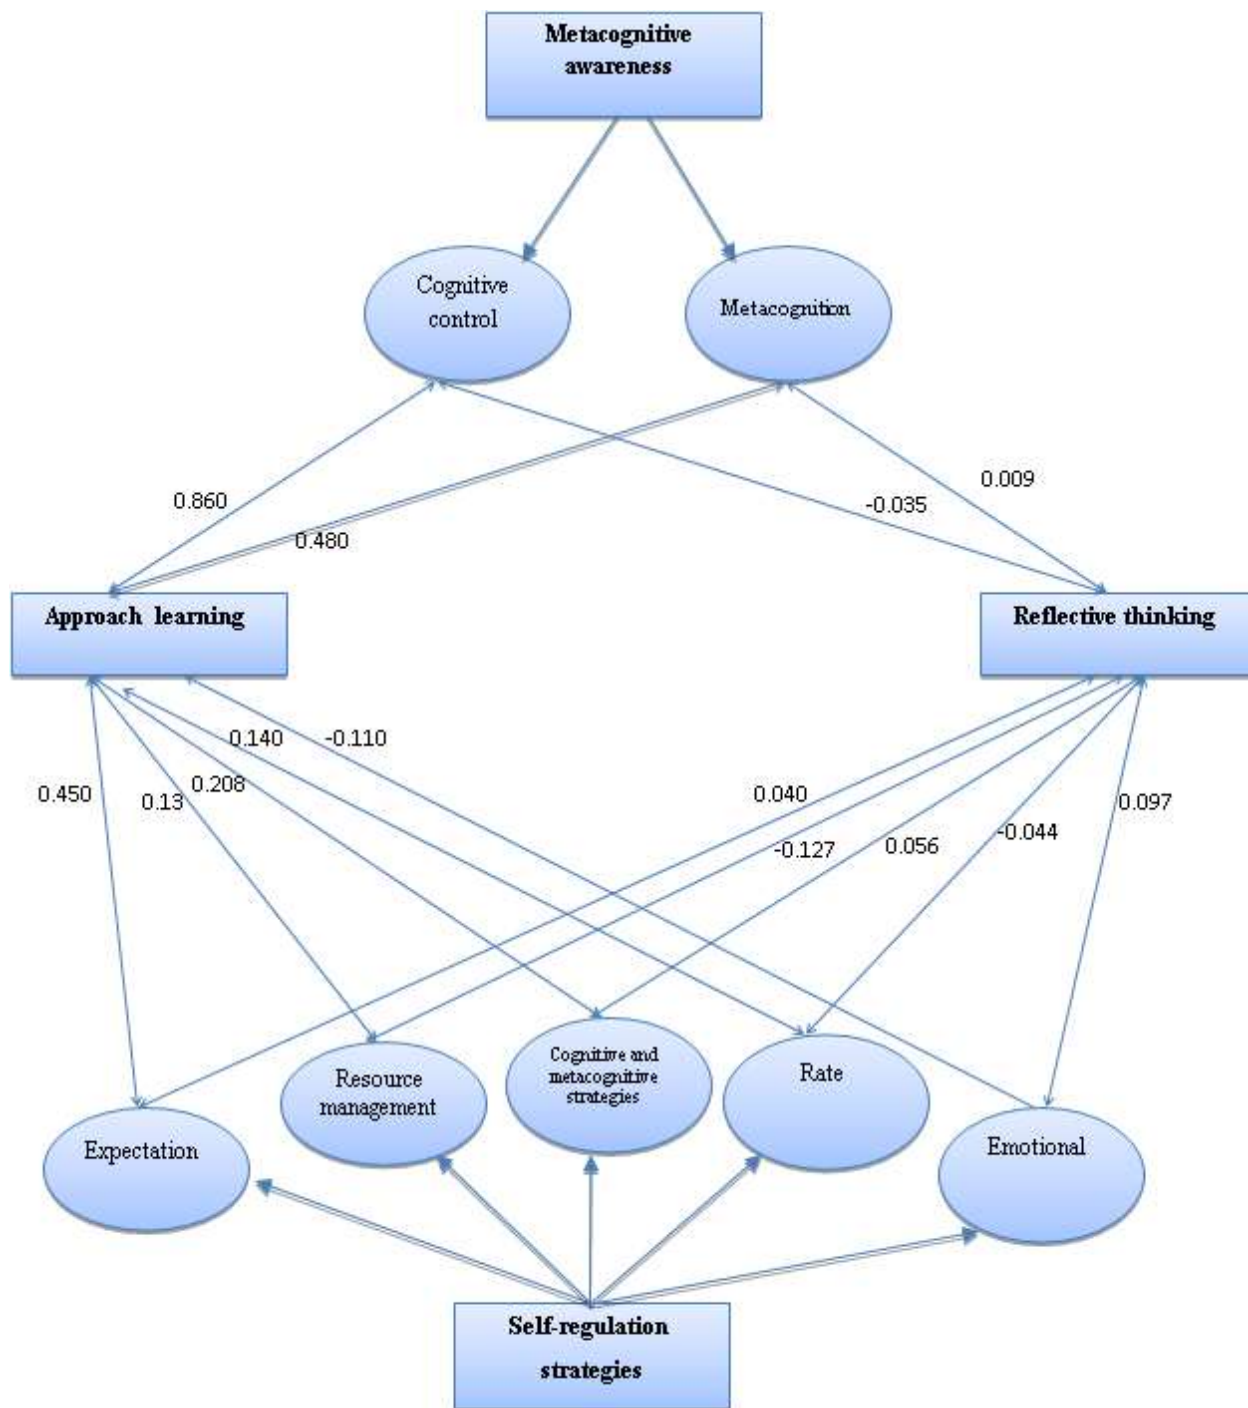 Metacognitive
awareness
Cognitive
control
Metacognition
0.860
0.480
-0.035
0.009
Approach learning
Reflective thinking
0.450
0.13
0.208
0.140
-0.110
0.040
-0.127
0.056
-0.044
0.097
Expectation
Resource
management
Cognitive and
metacognitive
strategies
Rate
Emotional
Self-regulation
strategies